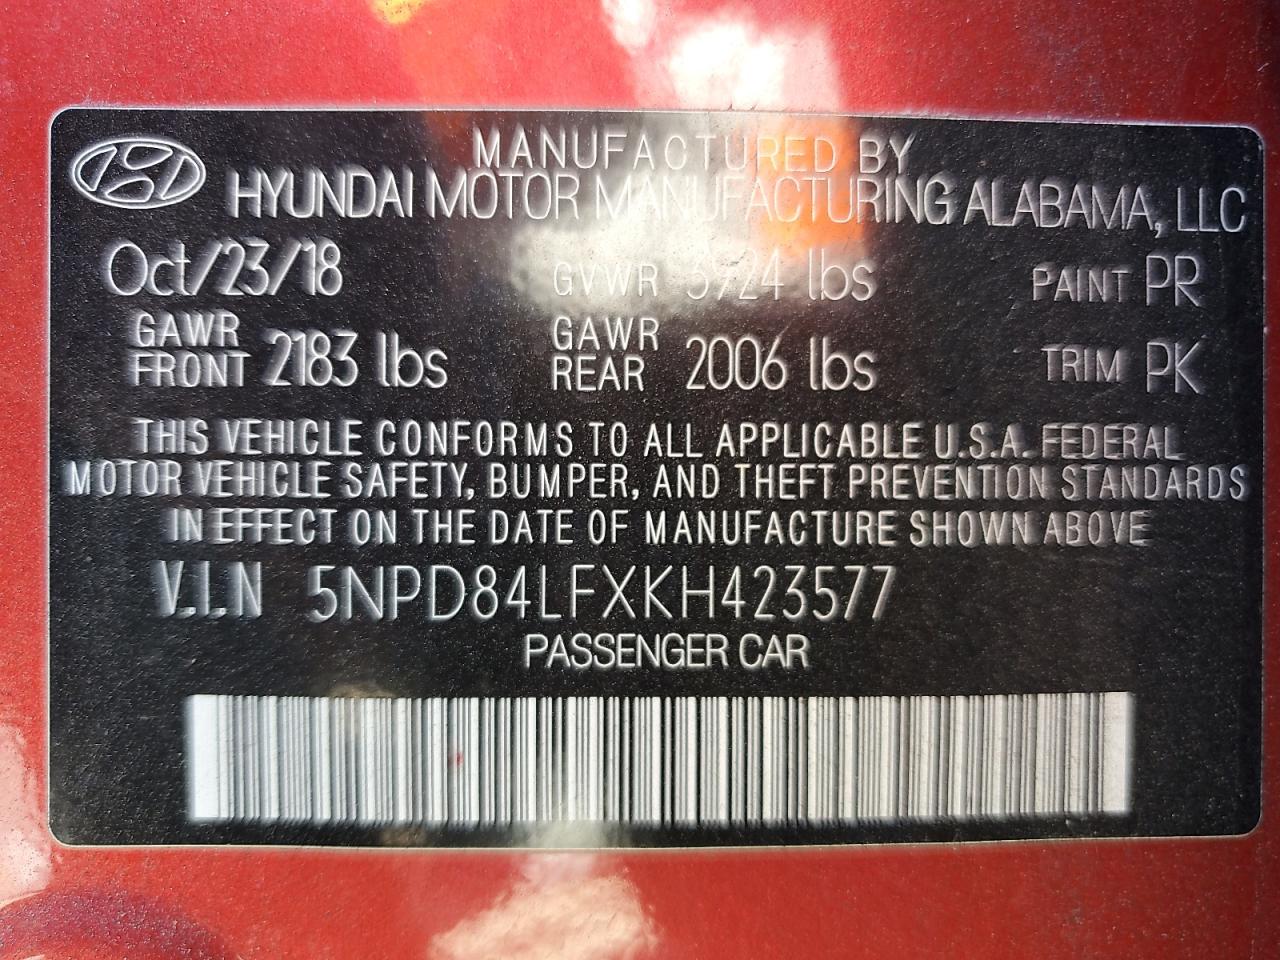 MANUFACTURED BY
HYUNDAI MOTOR MANUFACTURING ALABAMA, LLC
Oct/23/18 GVWR 3924 lbs PAINT PR
GAWR FRONT 2183 lbs GAWR REAR 2006 lbs TRIM PK
THIS VEHICLE CONFORMS TO ALL APPLICABLE U.S.A. FEDERAL
MOTOR VEHICLE SAFETY, BUMPER, AND THEFT PREVENTION STANDARDS
IN EFFECT ON THE DATE OF MANUFACTURE SHOWN ABOVE
V.I.N 5NPD84LFXKH423577
PASSENGER CAR